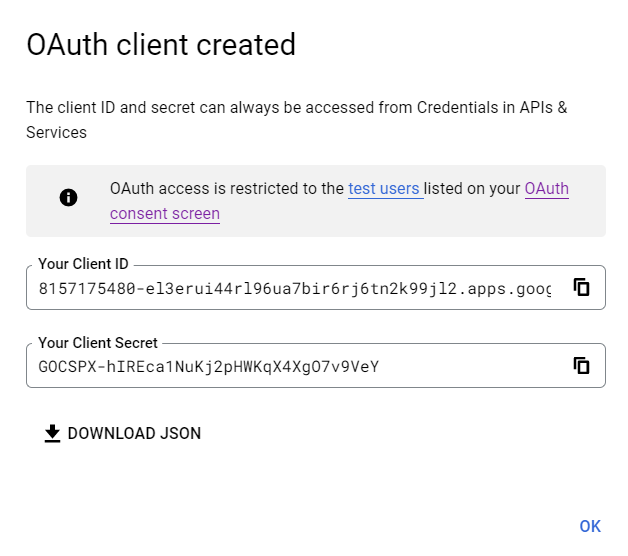 OAuth client created
The client ID and secret can always be accessed from Credentials in APIs &
Services
OAuth access is restricted to the test users listed on your OAuth
consent screen
Your Client ID
8157175480-el3erui44rl96ua7bir6rj6tn2k99jl2.apps.goog
Your Client Secret
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
DOWNLOAD JSON
OK